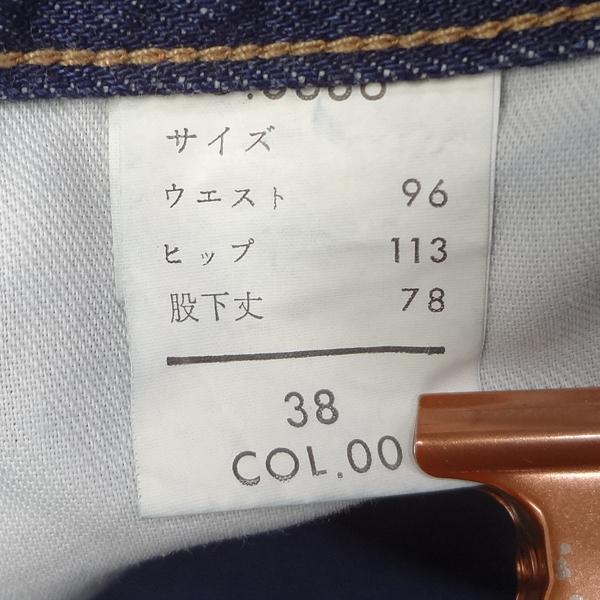 サイズ
ウエスト 96
ヒップ 113
股下丈 78
38
COL.00